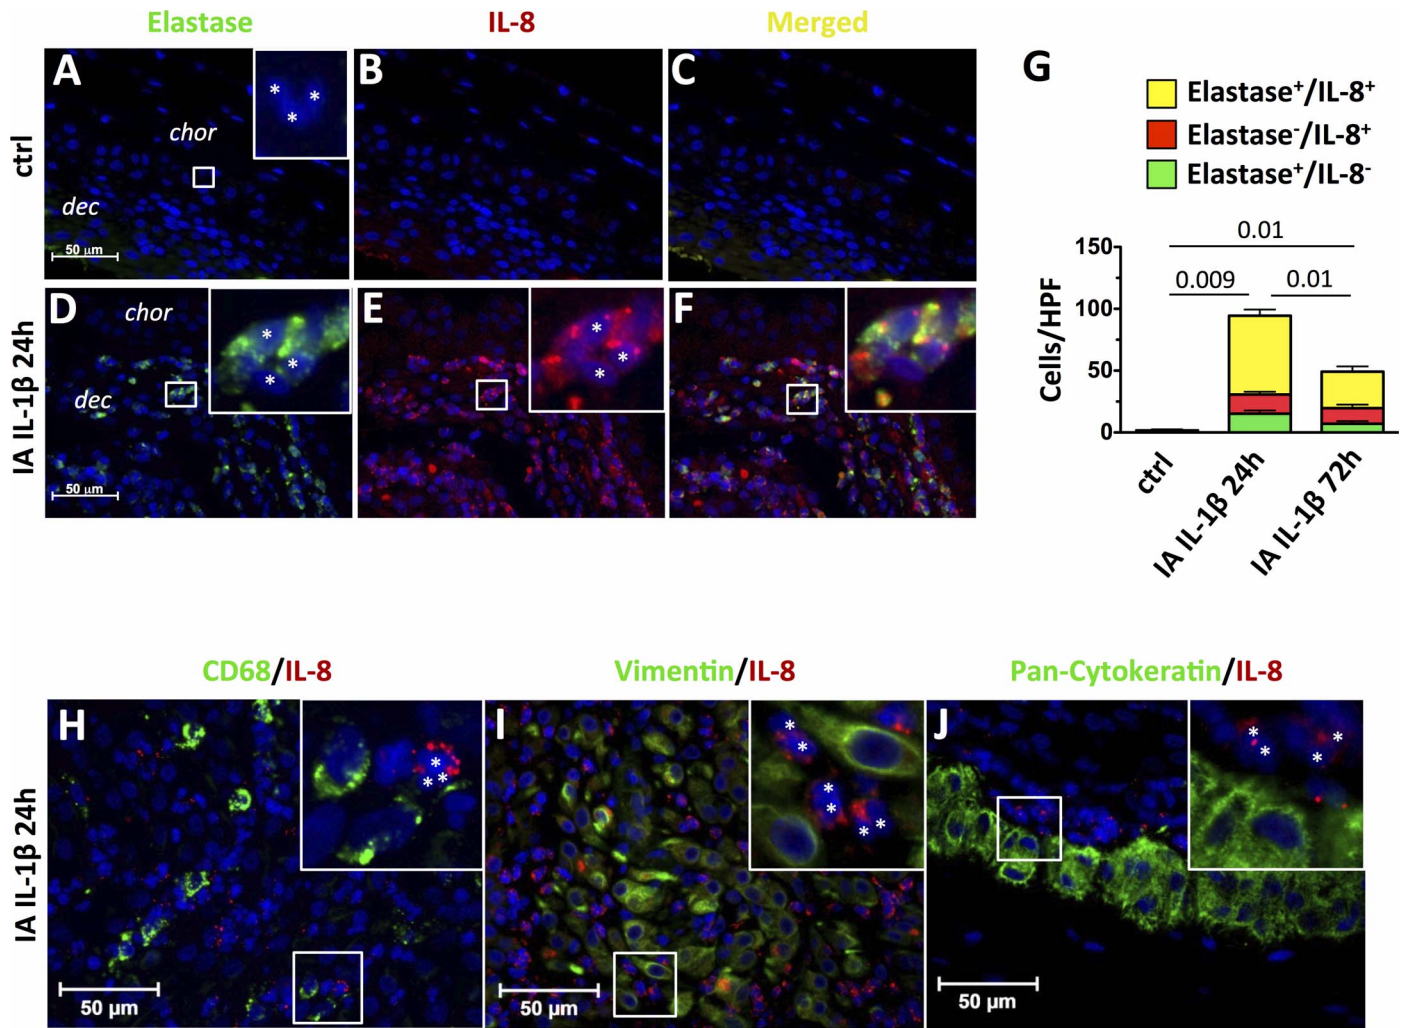 Elastase
IL-8
Merged
ctrl
A
*
*
*
chor
dec
50 μm
B
C
IA IL-1β 24h
D
chor
*
*
*
dec
50 μm
E
*
*
*
F
G
Elastase⁺/IL-8⁺
Elastase⁻/IL-8⁺
Elastase⁺/IL-8⁻
0.01
0.009
0.01
Cells/HPF
150
100
50
0
ctrl
IA IL-1β 24h
IA IL-1β 72h
CD68/IL-8
Vimentin/IL-8
Pan-Cytokeratin/IL-8
IA IL-1β 24h
H
*
* *
50 μm
I
*
*
*
*
* *
50 μm
J
*
*
*
*
50 μm